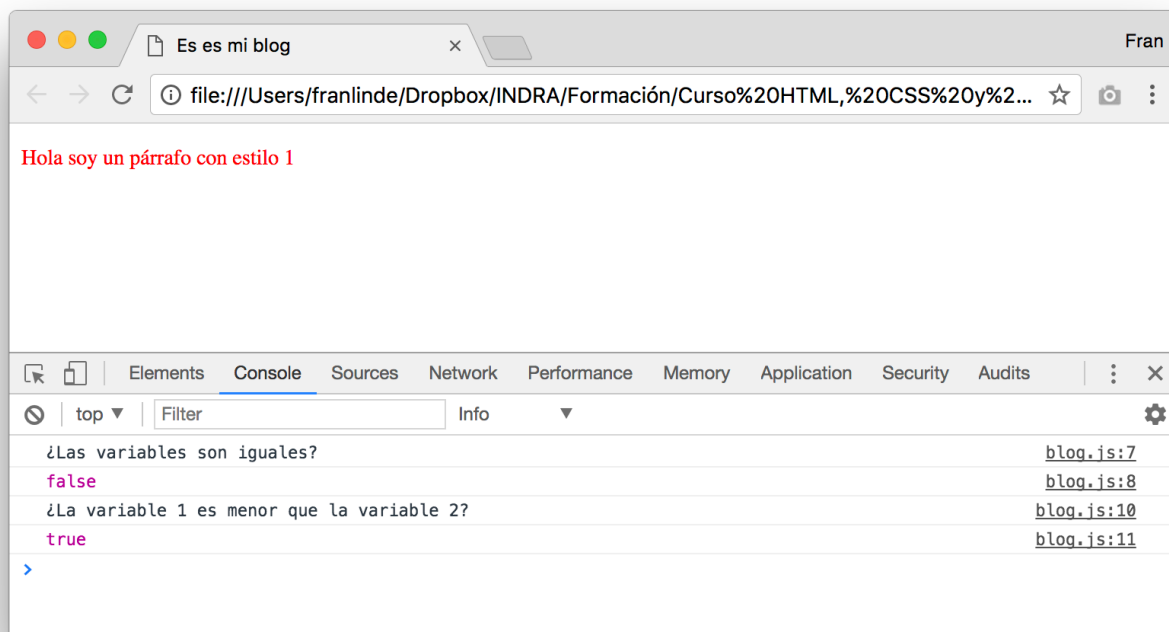 Es es mi blog
Fran
file:///Users/franlinde/Dropbox/INDRA/Formación/Curso%20HTML,%20CSS%20y%2...
Hola soy un párrafo con estilo 1
Elements Console Sources Network Performance Memory Application Security Audits
top Filter Info
¿Las variables son iguales? blog.js:7
false blog.js:8
¿La variable 1 es menor que la variable 2? blog.js:10
true blog.js:11